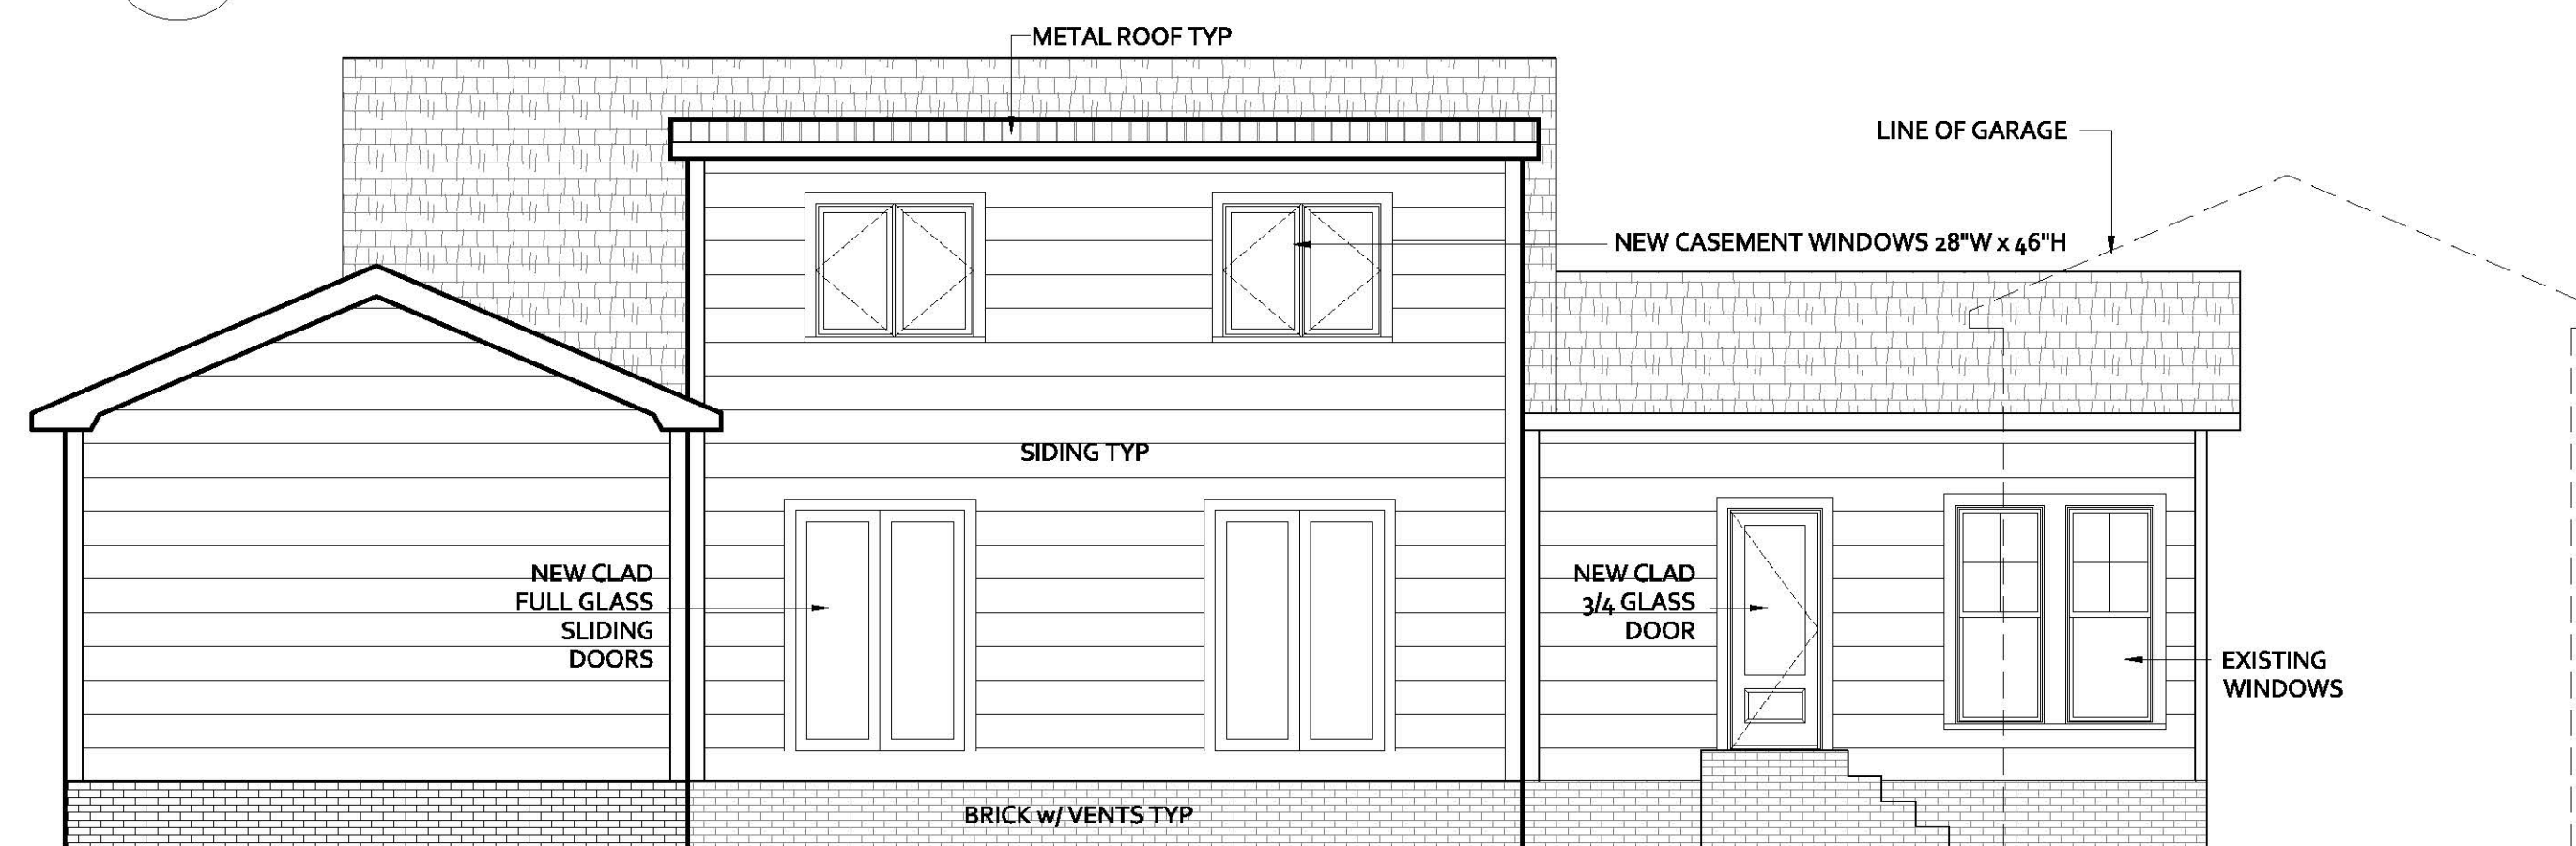 METAL ROOF TYP
LINE OF GARAGE
NEW CASEMENT WINDOWS 28"W x 46"H
SIDING TYP
NEW CLAD
FULL GLASS
SLIDING
DOORS
NEW CLAD
3/4 GLASS
DOOR
EXISTING
WINDOWS
BRICK w/ VENTS TYP